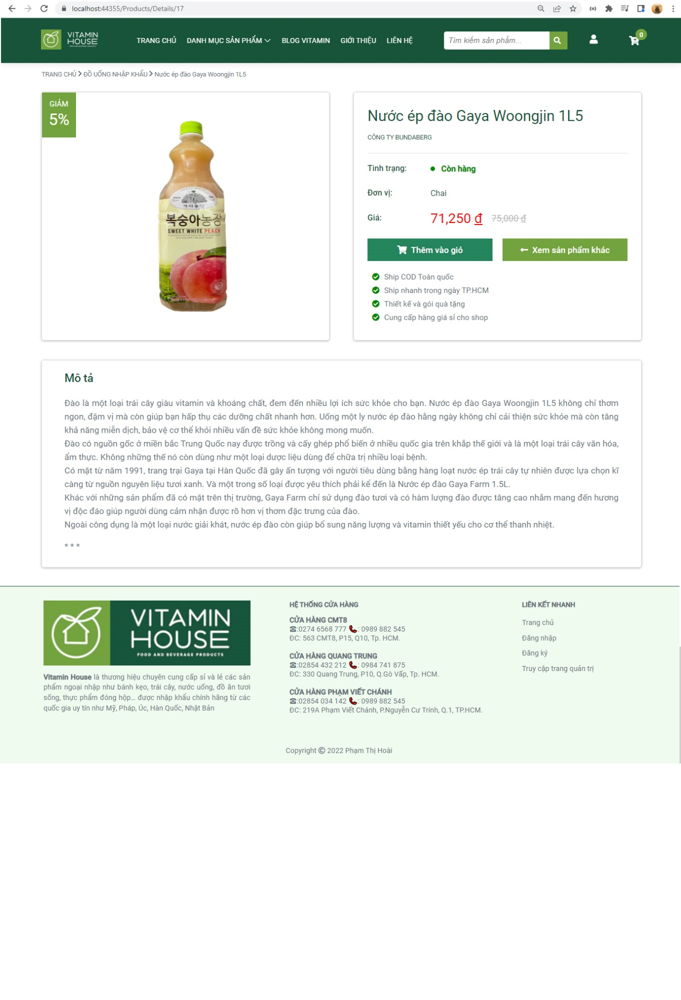 localhost:44355/Products/Details/17
VITAMIN
HOUSE
TRANG CHỦ DANH MỤC SẢN PHẨM BLOG VITAMIN GIỚI THIỆU LIÊN HỆ
Tìm kiếm sản phẩm...
0
TRANG CHỦ > ĐỒ UỐNG NHẬP KHẨU > Nước ép đào Gaya Woongjin 1L5
GIẢM
5%
복숭아농장
SWEET WHITE PEACH
Nước ép đào Gaya Woongjin 1L5
CÔNG TY BUNDABERG
Tình trạng: Còn hàng
Đơn vị: Chai
Giá: 71,250 đ 75,000 đ
Thêm vào giỏ
Xem sản phẩm khác
Ship COD Toàn quốc
Ship nhanh trong ngày TP.HCM
Thiết kế và gói quà tặng
Cung cấp hàng giá sỉ cho shop
Mô tả
Đào là một loại trái cây giàu vitamin và khoáng chất, đem đến nhiều lợi ích sức khỏe cho bạn. Nước ép đào Gaya Woongjin 1L5 không chỉ thơm
ngon, đậm vị mà còn giúp bạn hấp thụ các dưỡng chất nhanh hơn. Uống một ly nước ép đào hằng ngày không chỉ cải thiện sức khỏe mà còn tăng
khả năng miễn dịch, bảo vệ cơ thể khỏi nhiều vấn đề sức khỏe không mong muốn.
Đào có nguồn gốc ở miền bắc Trung Quốc nay được trồng và cấy ghép phổ biến ở nhiều quốc gia trên khắp thế giới và là một loại trái cây văn hóa,
ẩm thực. Không những thế nó còn dùng như một loại dược liệu dùng để chữa trị nhiều loại bệnh.
Có mặt từ năm 1991, trang trại Gaya tại Hàn Quốc đã gây ấn tượng với người tiêu dùng bằng hàng loạt nước ép trái cây tự nhiên được lựa chọn kĩ
càng từ nguồn nguyên liệu tươi xanh. Và một trong số loại được yêu thích phải kể đến là Nước ép đào Gaya Farm 1.5L.
Khác với những sản phẩm đã có mặt trên thị trường, Gaya Farm chỉ sử dụng đào tươi và có hàm lượng đào được tăng cao nhằm mang đến hương
vị độc đáo giúp người dùng cảm nhận được rõ hơn vị thơm đặc trưng của đào.
Ngoài công dụng là một loại nước giải khát, nước ép đào còn giúp bổ sung năng lượng và vitamin thiết yếu cho cơ thể thanh nhiệt.
* * *
VITAMIN
HOUSE
FOOD AND BEVERAGE PRODUCTS
Vitamin House là thương hiệu chuyên cung cấp sỉ và lẻ các sản
phẩm ngoại nhập như bánh kẹo, trái cây, nước uống, đồ ăn tươi
sống, thực phẩm đóng hộp... được nhập khẩu chính hãng từ các
quốc gia uy tín như Mỹ, Pháp, Úc, Hàn Quốc, Nhật Bản
HỆ THỐNG CỬA HÀNG
CỬA HÀNG CMT8
☎:0274 6568 777 📞: 0989 882 545
ĐC: 563 CMT8, P15, Q10, Tp. HCM.
CỬA HÀNG QUANG TRUNG
☎:02854 432 212 📞: 0984 741 875
ĐC: 330 Quang Trung, P10, Q.Gò Vấp, Tp. HCM.
CỬA HÀNG PHẠM VIẾT CHÁNH
☎:02854 034 142 📞: 0989 882 545
ĐC: 219A Phạm Viết Chánh, P.Nguyễn Cư Trinh, Q.1, TP.HCM.
LIÊN KẾT NHANH
Trang chủ
Đăng nhập
Đăng ký
Truy cập trang quản trị
Copyright © 2022 Phạm Thị Hoài